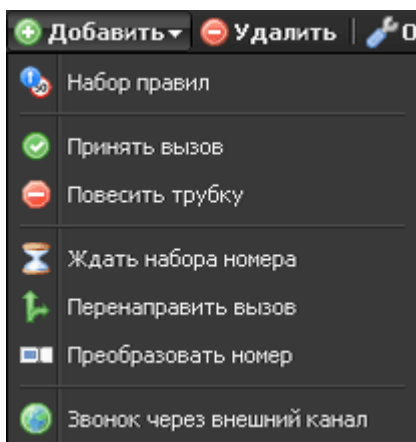 Добавить Удалить О
Набор правил
Принять вызов
Повесить трубку
Ждать набора номера
Перенаправить вызов
Преобразовать номер
Звонок через внешний канал